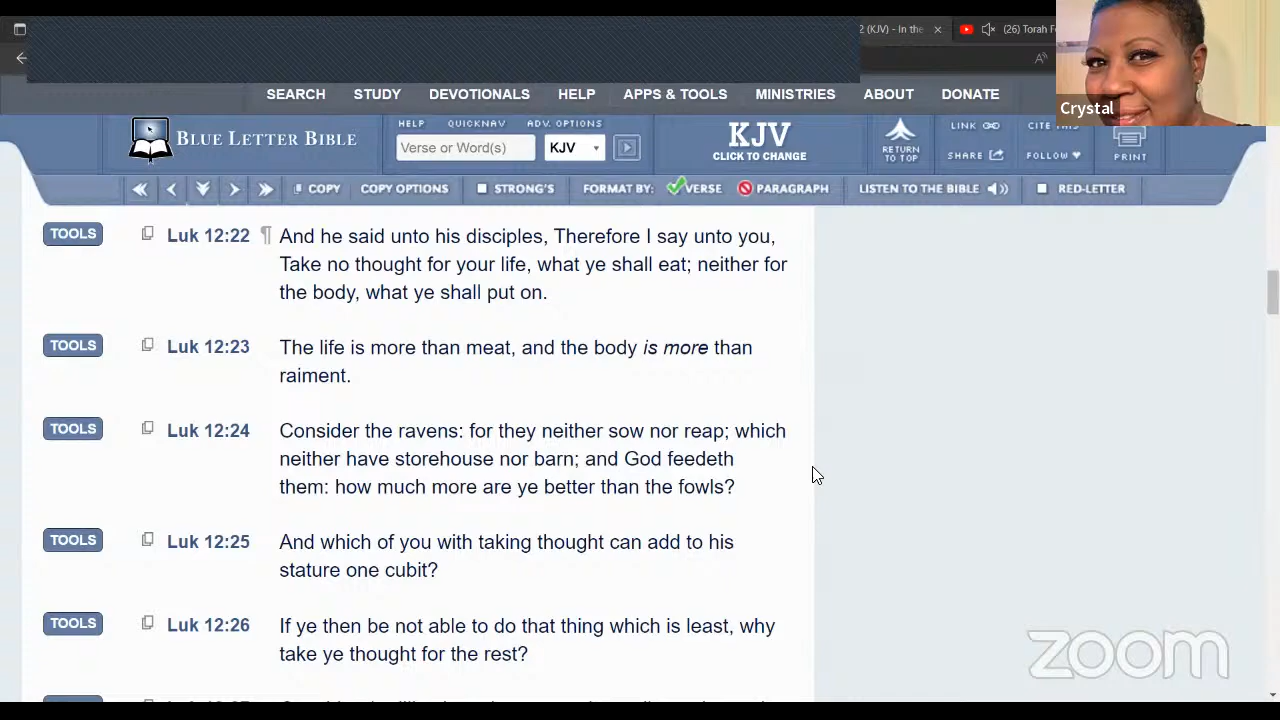 2 (KJV) - In the
(26) Torah Fo
Crystal
SEARCH STUDY DEVOTIONALS HELP APPS & TOOLS MINISTRIES ABOUT DONATE
BLUE LETTER BIBLE
HELP QUICKNAV ADV. OPTIONS
Verse or Word(s)
KJV
KJV
CLICK TO CHANGE
RETURN
TO TOP
LINK
CITE THIS
SHARE
FOLLOW
PRINT
COPY COPY OPTIONS STRONG'S FORMAT BY: VERSE PARAGRAPH LISTEN TO THE BIBLE RED-LETTER
TOOLS Luk 12:22 ¶ And he said unto his disciples, Therefore I say unto you,
Take no thought for your life, what ye shall eat; neither for
the body, what ye shall put on.
TOOLS Luk 12:23 The life is more than meat, and the body is more than
raiment.
TOOLS Luk 12:24 Consider the ravens: for they neither sow nor reap; which
neither have storehouse nor barn; and God feedeth
them: how much more are ye better than the fowls?
TOOLS Luk 12:25 And which of you with taking thought can add to his
stature one cubit?
TOOLS Luk 12:26 If ye then be not able to do that thing which is least, why
take ye thought for the rest?
zoom